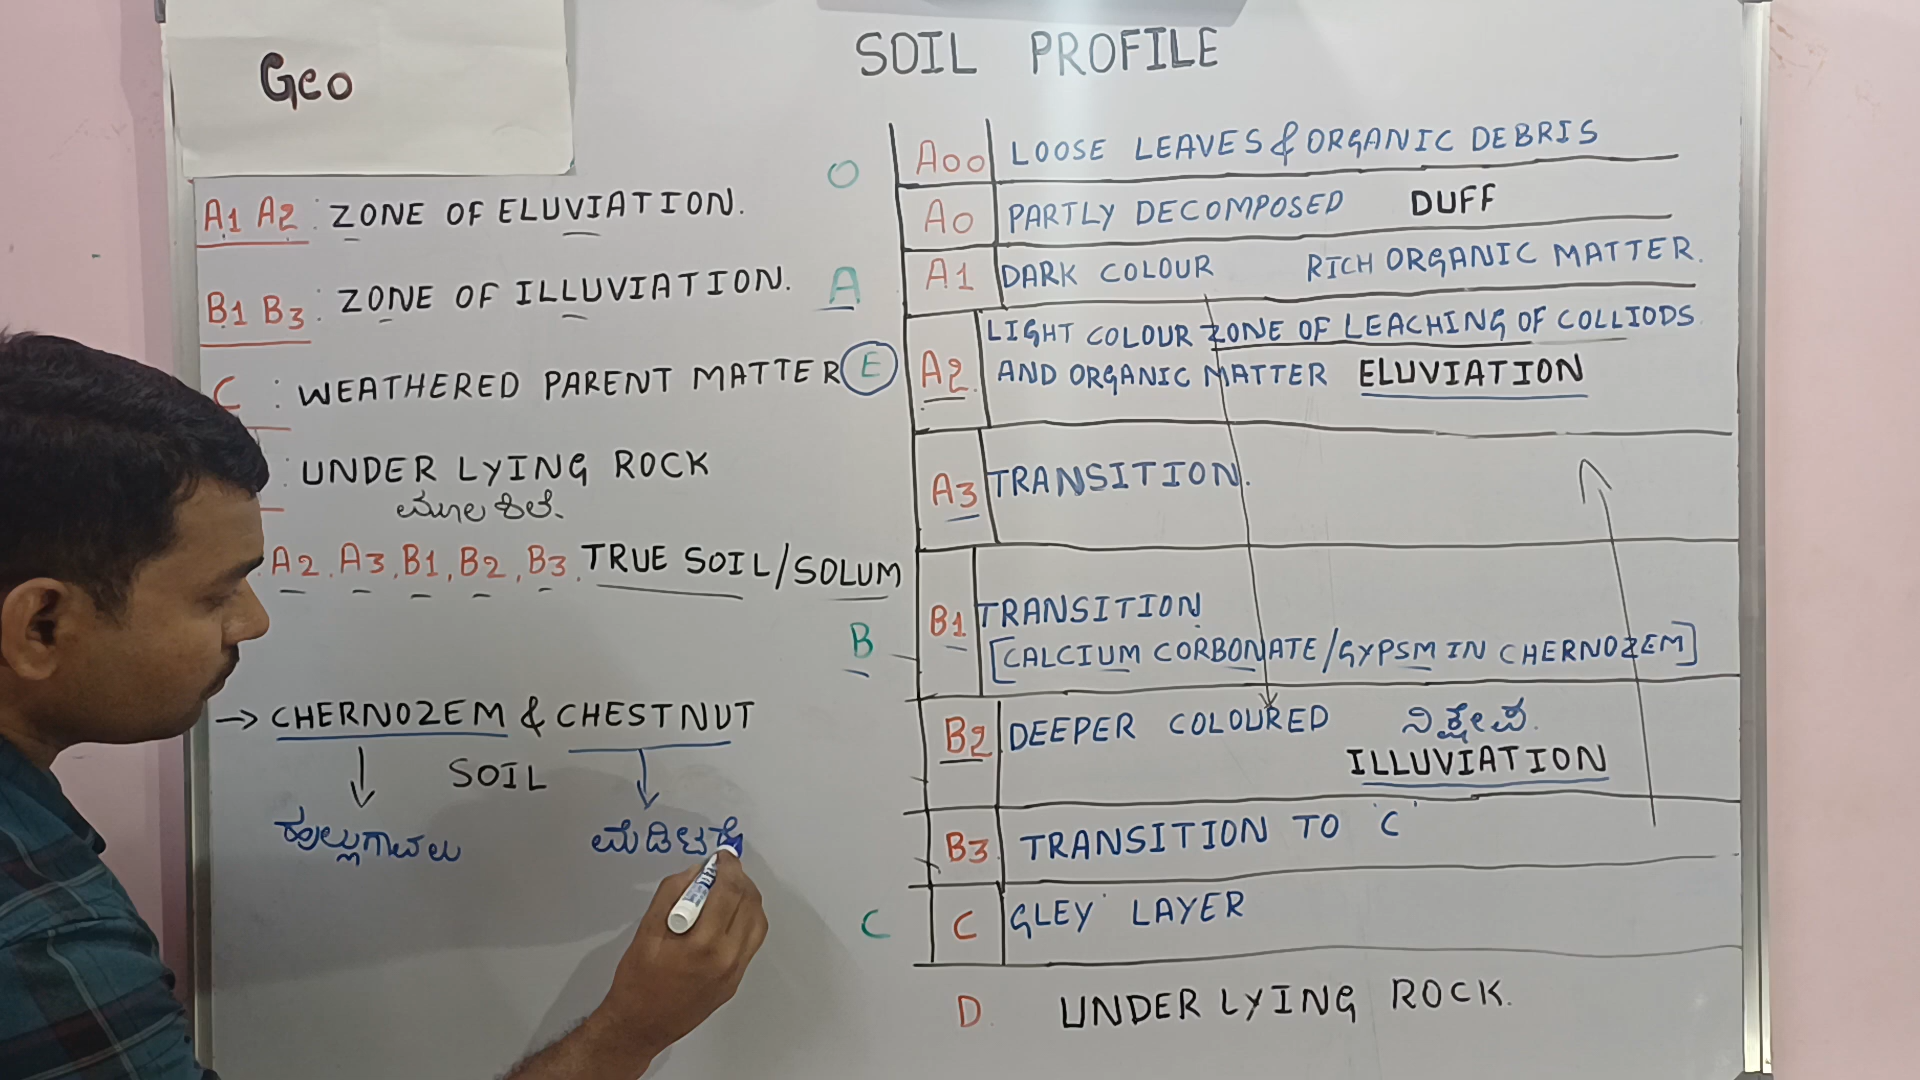 Geo
SOIL PROFILE
A1 A2 : ZONE OF ELUVIATION.
B1 B3 : ZONE OF ILLUVIATION.
C : WEATHERED PARENT MATTER
: UNDER LYING ROCK
ಮೂಲ ಶಿಲೆ.
A2, A3, B1, B2, B3. TRUE SOIL/SOLUM
→ CHERNOZEM & CHESTNUT
SOIL
ಹುಲ್ಲುಗಾವಲು
O
A
E
B
C
A00 LOOSE LEAVES & ORGANIC DEBRIS
A0 PARTLY DECOMPOSED DUFF
A1 DARK COLOUR RICH ORGANIC MATTER.
A2 LIGHT COLOUR ZONE OF LEACHING OF COLLIODS
AND ORGANIC MATTER ELUVIATION
A3 TRANSITION.
B1 TRANSITION
[CALCIUM CORBONATE/GYPSM IN CHERNOZEM]
B2 DEEPER COLOURED ನಿಕ್ಷೇಪ.
ILLUVIATION
B3 TRANSITION TO 'C'
C GLEY LAYER
D UNDER LYING ROCK.